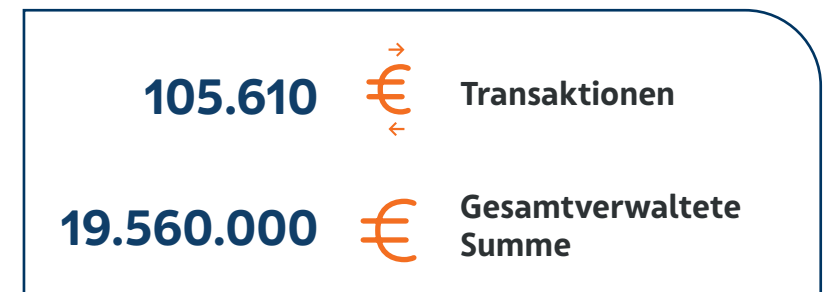 105.610 € Transaktionen
19.560.000 € Gesamtverwaltete
Summe